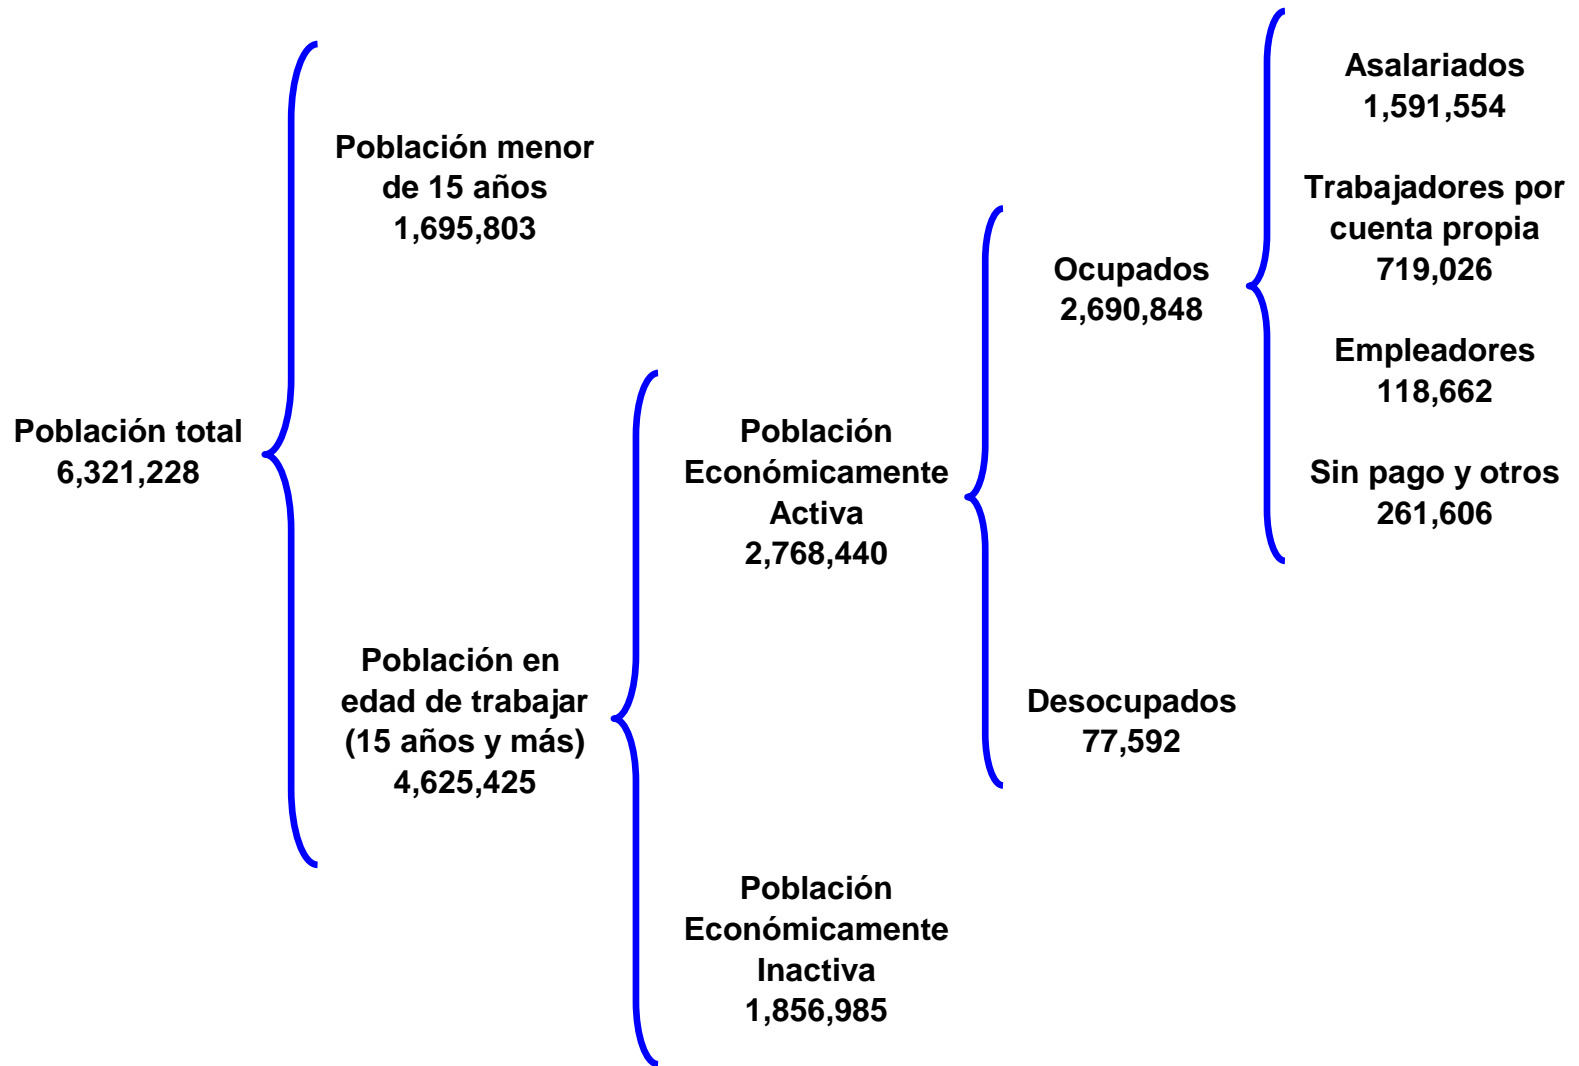 Población total
6,321,228
Población menor
de 15 años
1,695,803
Población en
edad de trabajar
(15 años y más)
4,625,425
Población
Económicamente
Activa
2,768,440
Población
Económicamente
Inactiva
1,856,985
Ocupados
2,690,848
Desocupados
77,592
Asalariados
1,591,554
Trabajadores por
cuenta propia
719,026
Empleadores
118,662
Sin pago y otros
261,606